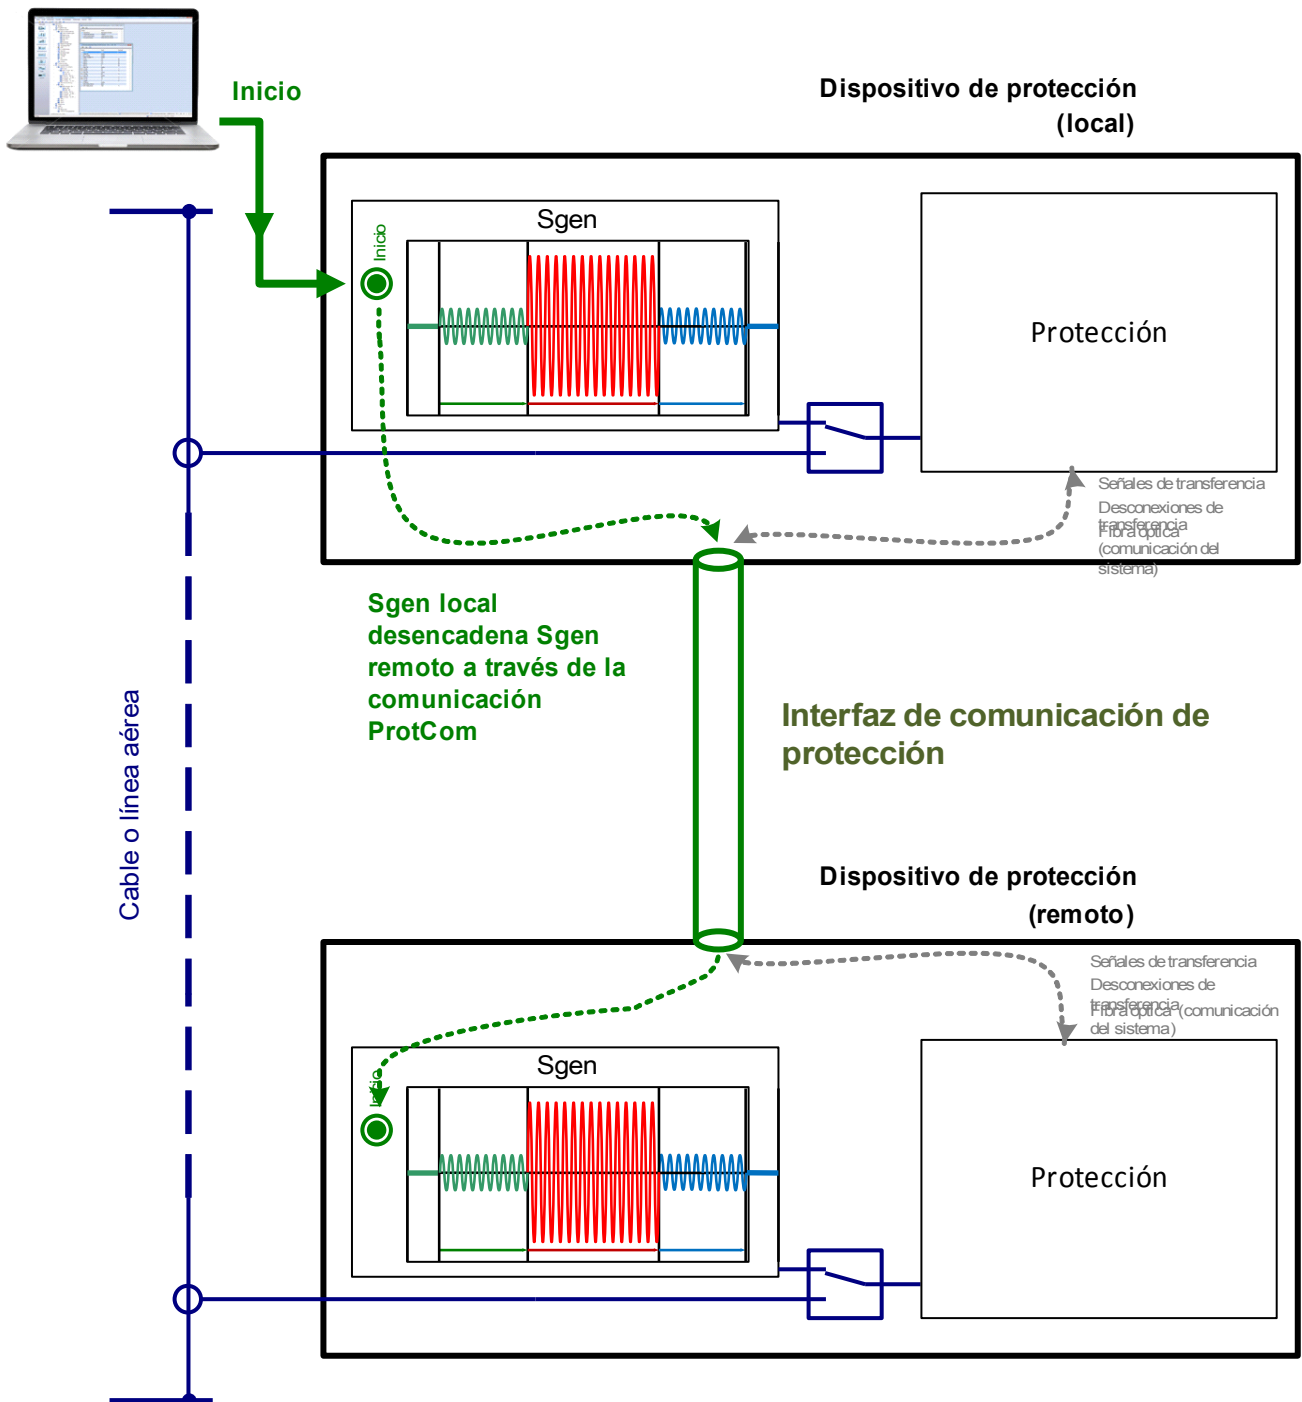 Inicio
Dispositivo de protección
(local)
Sgen
Inicio
Protección
Señales de transferencia
Desconexiones de
transferencia
Fibra óptica
(comunicación del
sistema)
Sgen local
desencadena Sgen
remoto a través de la
comunicación
ProtCom
Interfaz de comunicación de
protección
Cable o línea aérea
Dispositivo de protección
(remoto)
Señales de transferencia
Desconexiones de
transferencia
Fibra óptica (comunicación
del sistema)
Sgen
Inicio
Protección